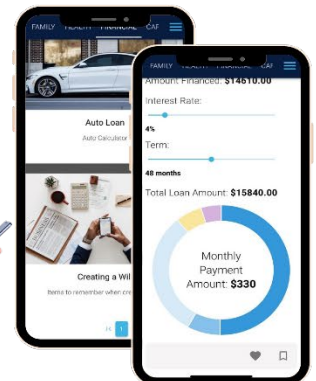 FAMILY HEALTH FINANCIAL CAF
Auto Loan
Auto Calculator
Creating a Wil
Items to remember when cre
1
FAMILY HEALTH FINANCIAL CAF
Amount Financed: $14610.00
Interest Rate:
4%
Term:
48 months
Total Loan Amount: $15840.00
Monthly
Payment
Amount: $330